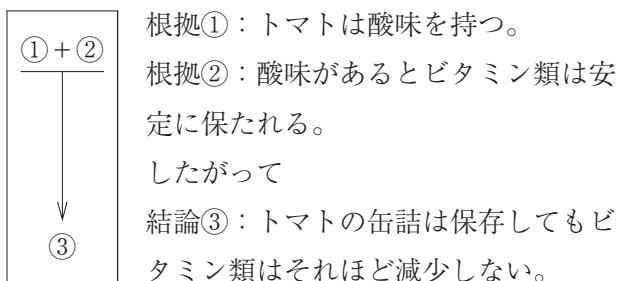 ①+②
③
根拠①：トマトは酸味を持つ。
根拠②：酸味があるとビタミン類は安
定に保たれる。
したがって
結論③：トマトの缶詰は保存してもビ
タミン類はそれほど減少しない。